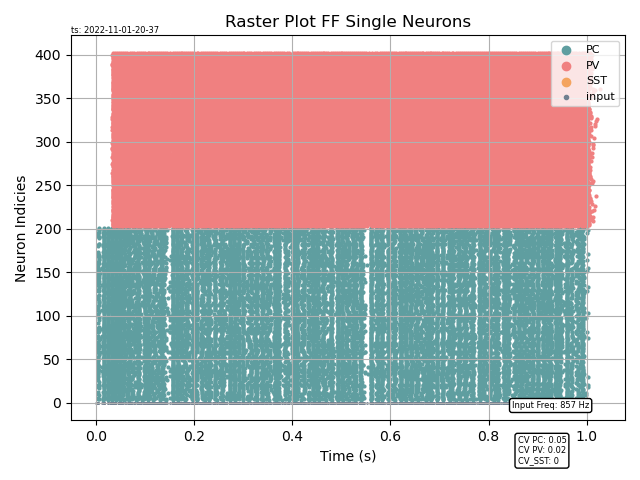 Raster Plot FF Single Neurons
ts: 2022-11-01-20-37
PC
PV
SST
input
400
350
300
250
200
150
100
50
0
Neuron Indicies
Input Freq: 857 Hz
0.0 0.2 0.4 0.6 0.8 1.0
Time (s)
CV PC: 0.05
CV PV: 0.02
CV_SST: 0